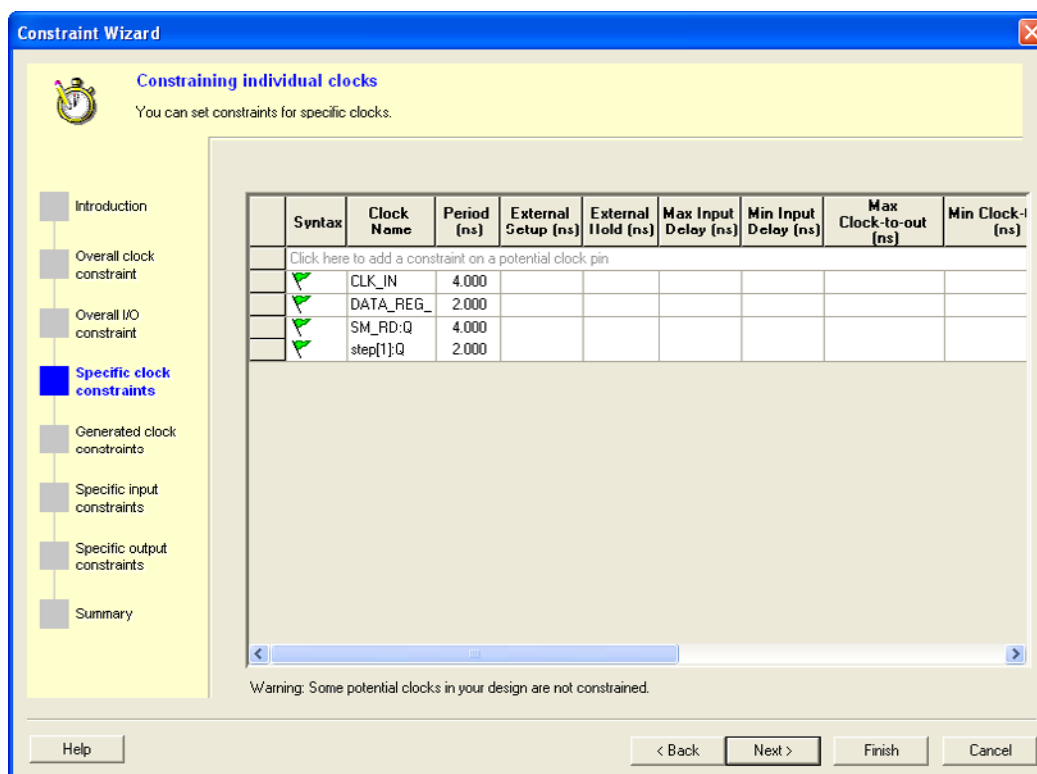 Constraint Wizard
Constraining individual clocks
You can set constraints for specific clocks.
Introduction
Overall clock
constraint
Overall I/O
constraint
Specific clock
constraints
Generated clock
constraints
Specific input
constraints
Specific output
constraints
Summary
Syntax Clock Name Period (ns) External Setup (ns) External Hold (ns) Max Input Delay (ns) Min Input Delay (ns) Max Clock-to-out (ns) Min Clock-t (ns)
Click here to add a constraint on a potential clock pin
CLK_IN 4.000
DATA_REG_ 2.000
SM_RD:Q 4.000
step[1]:Q 2.000
Warning: Some potential clocks in your design are not constrained.
Help < Back Next > Finish Cancel